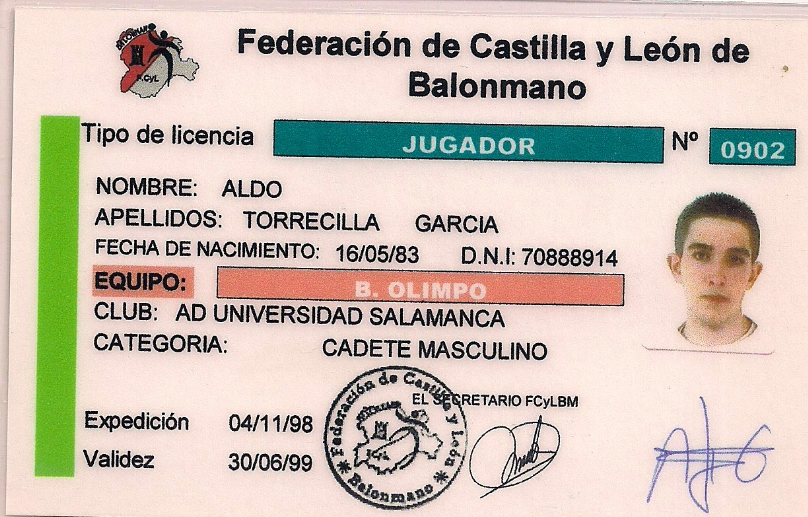 Federación de Castilla y León de
Balonmano
Tipo de licencia JUGADOR Nº 0902
NOMBRE: ALDO
APELLIDOS: TORRECILLA GARCIA
FECHA DE NACIMIENTO: 16/05/83 D.N.I: 70888914
EQUIPO: B. OLIMPO
CLUB: AD UNIVERSIDAD SALAMANCA
CATEGORIA: CADETE MASCULINO
EL SECRETARIO FCyLBM
Expedición 04/11/98
Validez 30/06/99
Federación de Castilla y León
Balonmano